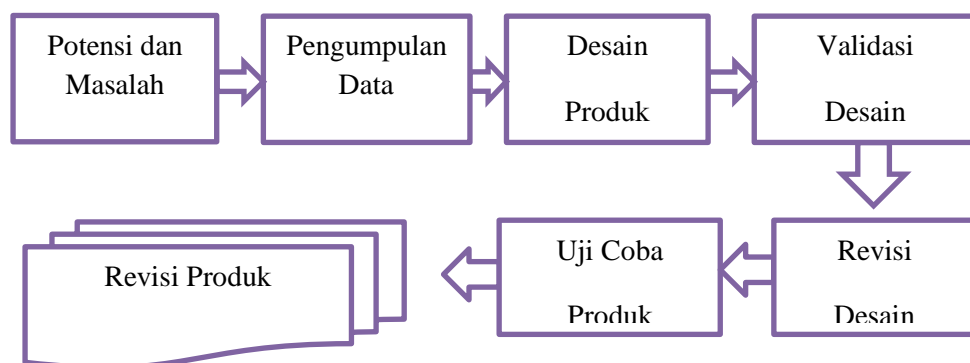 Potensi dan
Masalah
Pengumpulan
Data
Desain
Produk
Validasi
Desain
Revisi
Desain
Uji Coba
Produk
Revisi Produk